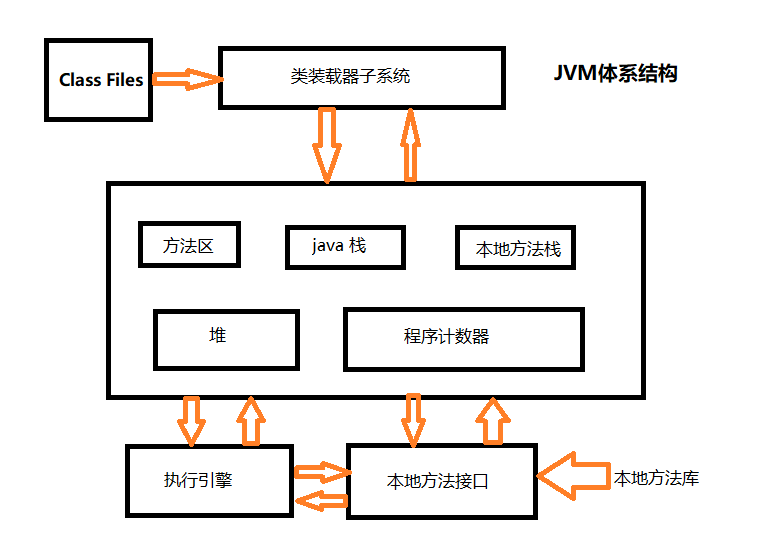 Class Files
类装载器子系统
JVM体系结构
方法区
java 栈
本地方法栈
堆
程序计数器
执行引擎
本地方法接口
本地方法库